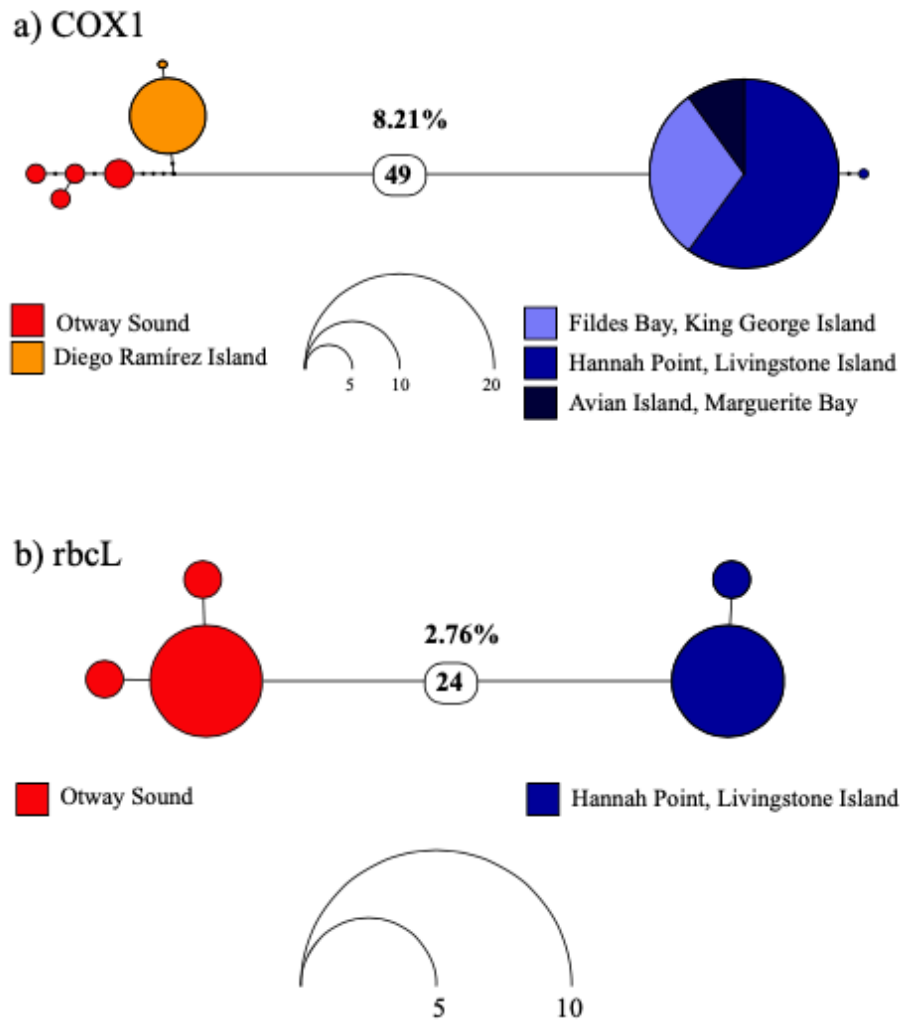 a) COX1
8.21%
49
Otway Sound
Diego Ramírez Island
5
10
20
Fildes Bay, King George Island
Hannah Point, Livingstone Island
Avian Island, Marguerite Bay
b) rbcL
2.76%
24
Otway Sound
Hannah Point, Livingstone Island
5
10